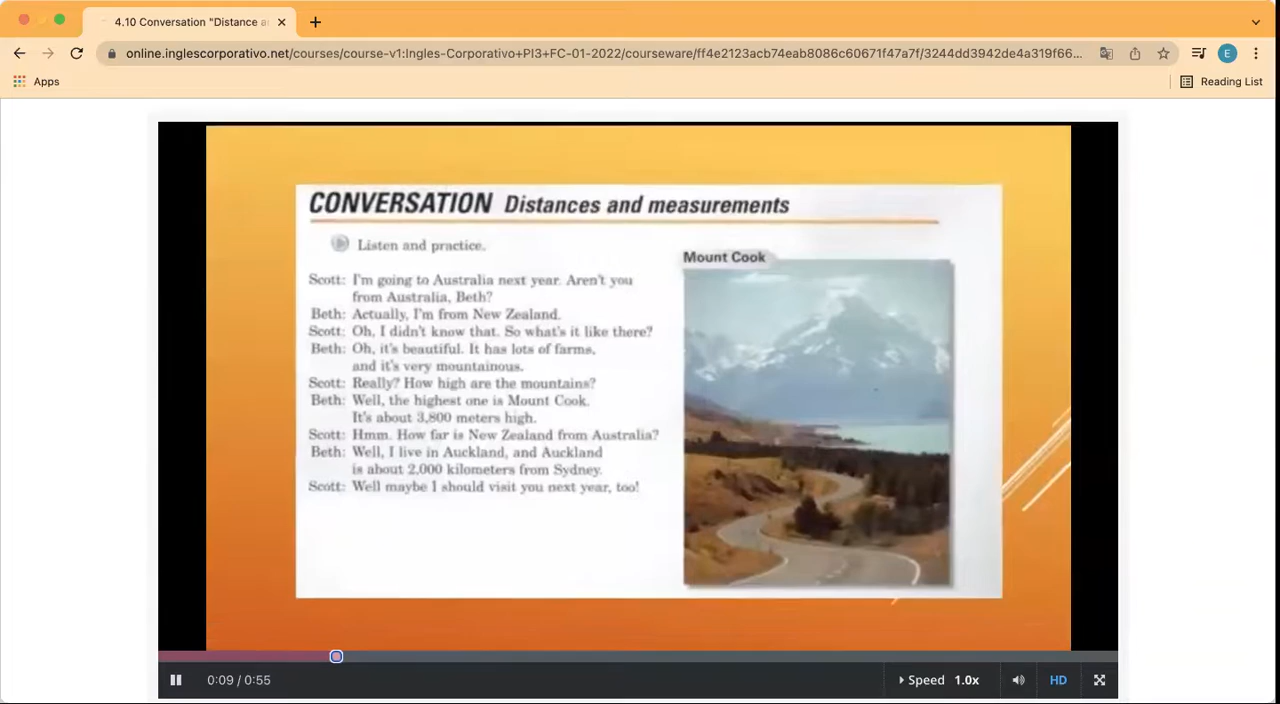 4.10 Conversation "Distance a
online.inglescorporativo.net/courses/course-v1:Ingles-Corporativo+PI3+FC-01-2022/courseware/ff4e2123acb74eab8086c60671f47a7f/3244dd3942de4a319f66...
E
Apps
Reading List
CONVERSATION Distances and measurements
Listen and practice.
Mount Cook
Scott: I'm going to Australia next year. Aren't you
from Australia, Beth?
Beth: Actually, I'm from New Zealand.
Scott: Oh, I didn't know that. So what's it like there?
Beth: Oh, it's beautiful. It has lots of farms,
and it's very mountainous.
Scott: Really? How high are the mountains?
Beth: Well, the highest one is Mount Cook.
It's about 3,800 meters high.
Scott: Hmm. How far is New Zealand from Australia?
Beth: Well, I live in Auckland, and Auckland
is about 2,000 kilometers from Sydney.
Scott: Well maybe I should visit you next year, too!
0:09 / 0:55
Speed 1.0x
HD